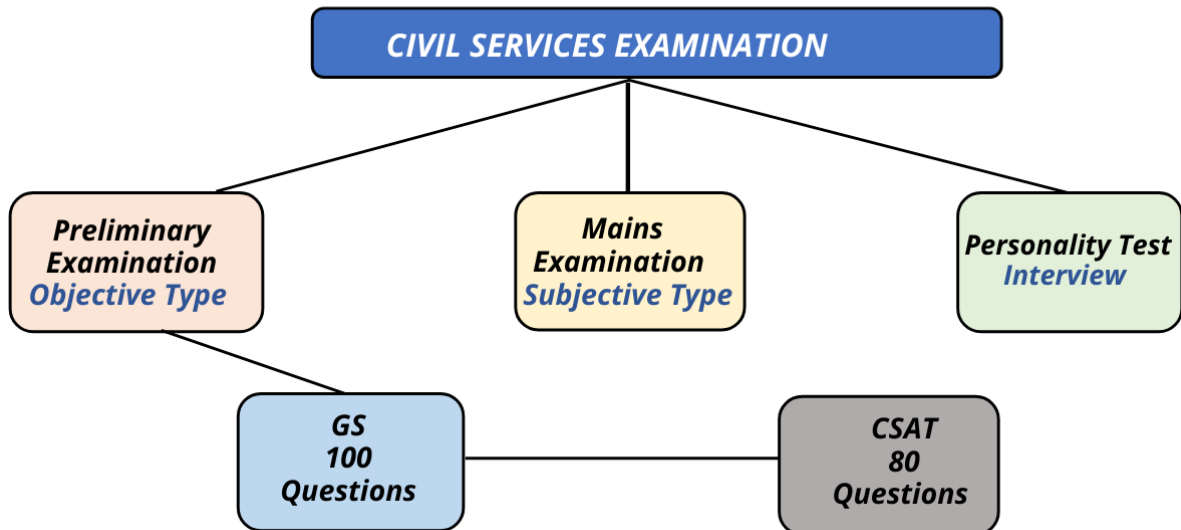 CIVIL SERVICES EXAMINATION
Preliminary
Examination
Objective Type
Mains
Examination
Subjective Type
Personality Test
Interview
GS
100
Questions
CSAT
80
Questions